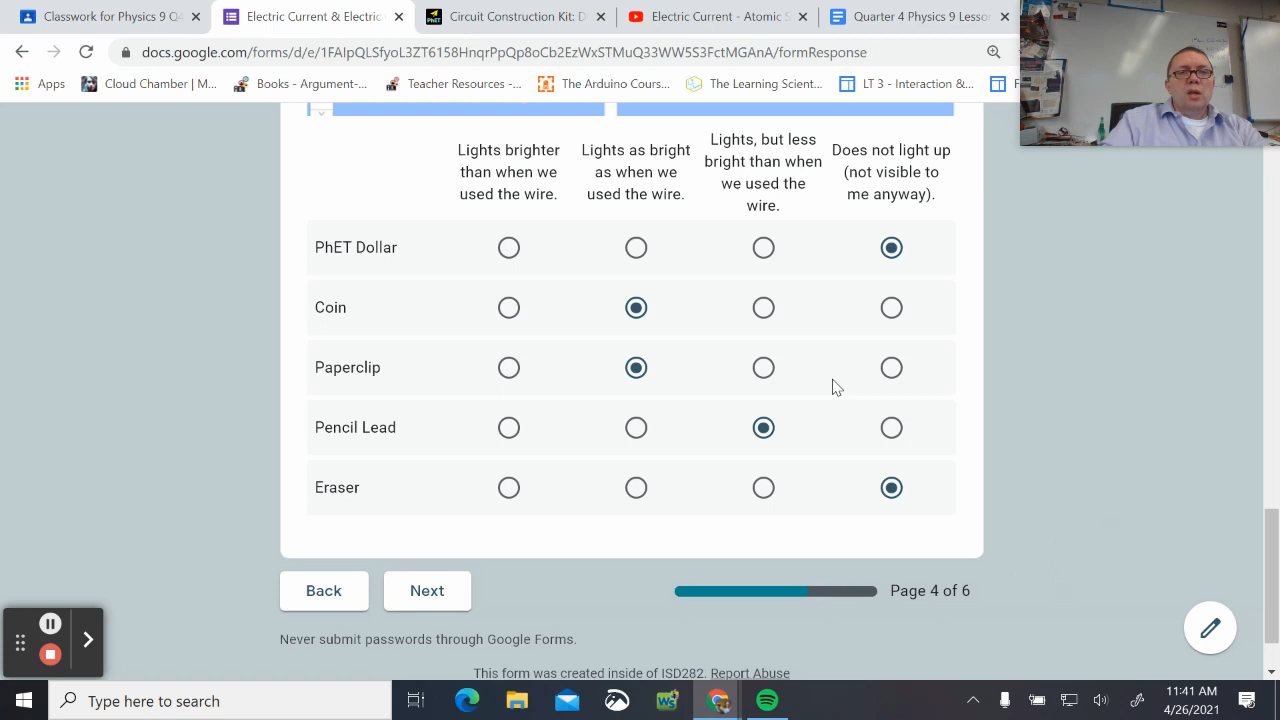 Classwork for Physics 9 Q4
Electric Current & Electric
Circuit Construction Kit: D
Electric Current - Atomic S
Quarter 4 Physics 9 Lesso
docs.google.com/forms/d/e/
Apps
Cloud Chamber | M...
Books - Argument-...
Teacher Resources -...
The Arduino Cours...
The Learning Scient...
LT 3 - Interaction &...
F
Lights brighter
than when we
used the wire.
Lights as bright
as when we
used the wire.
Lights, but less
bright than when
we used the
wire.
Does not light up
(not visible to
me anyway).
PhET Dollar
Coin
Paperclip
Pencil Lead
Eraser
Back
Next
Page 4 of 6
Never submit passwords through Google Forms.
This form was created inside of ISD282. Report Abuse
Type here to search
11:41 AM
4/26/2021